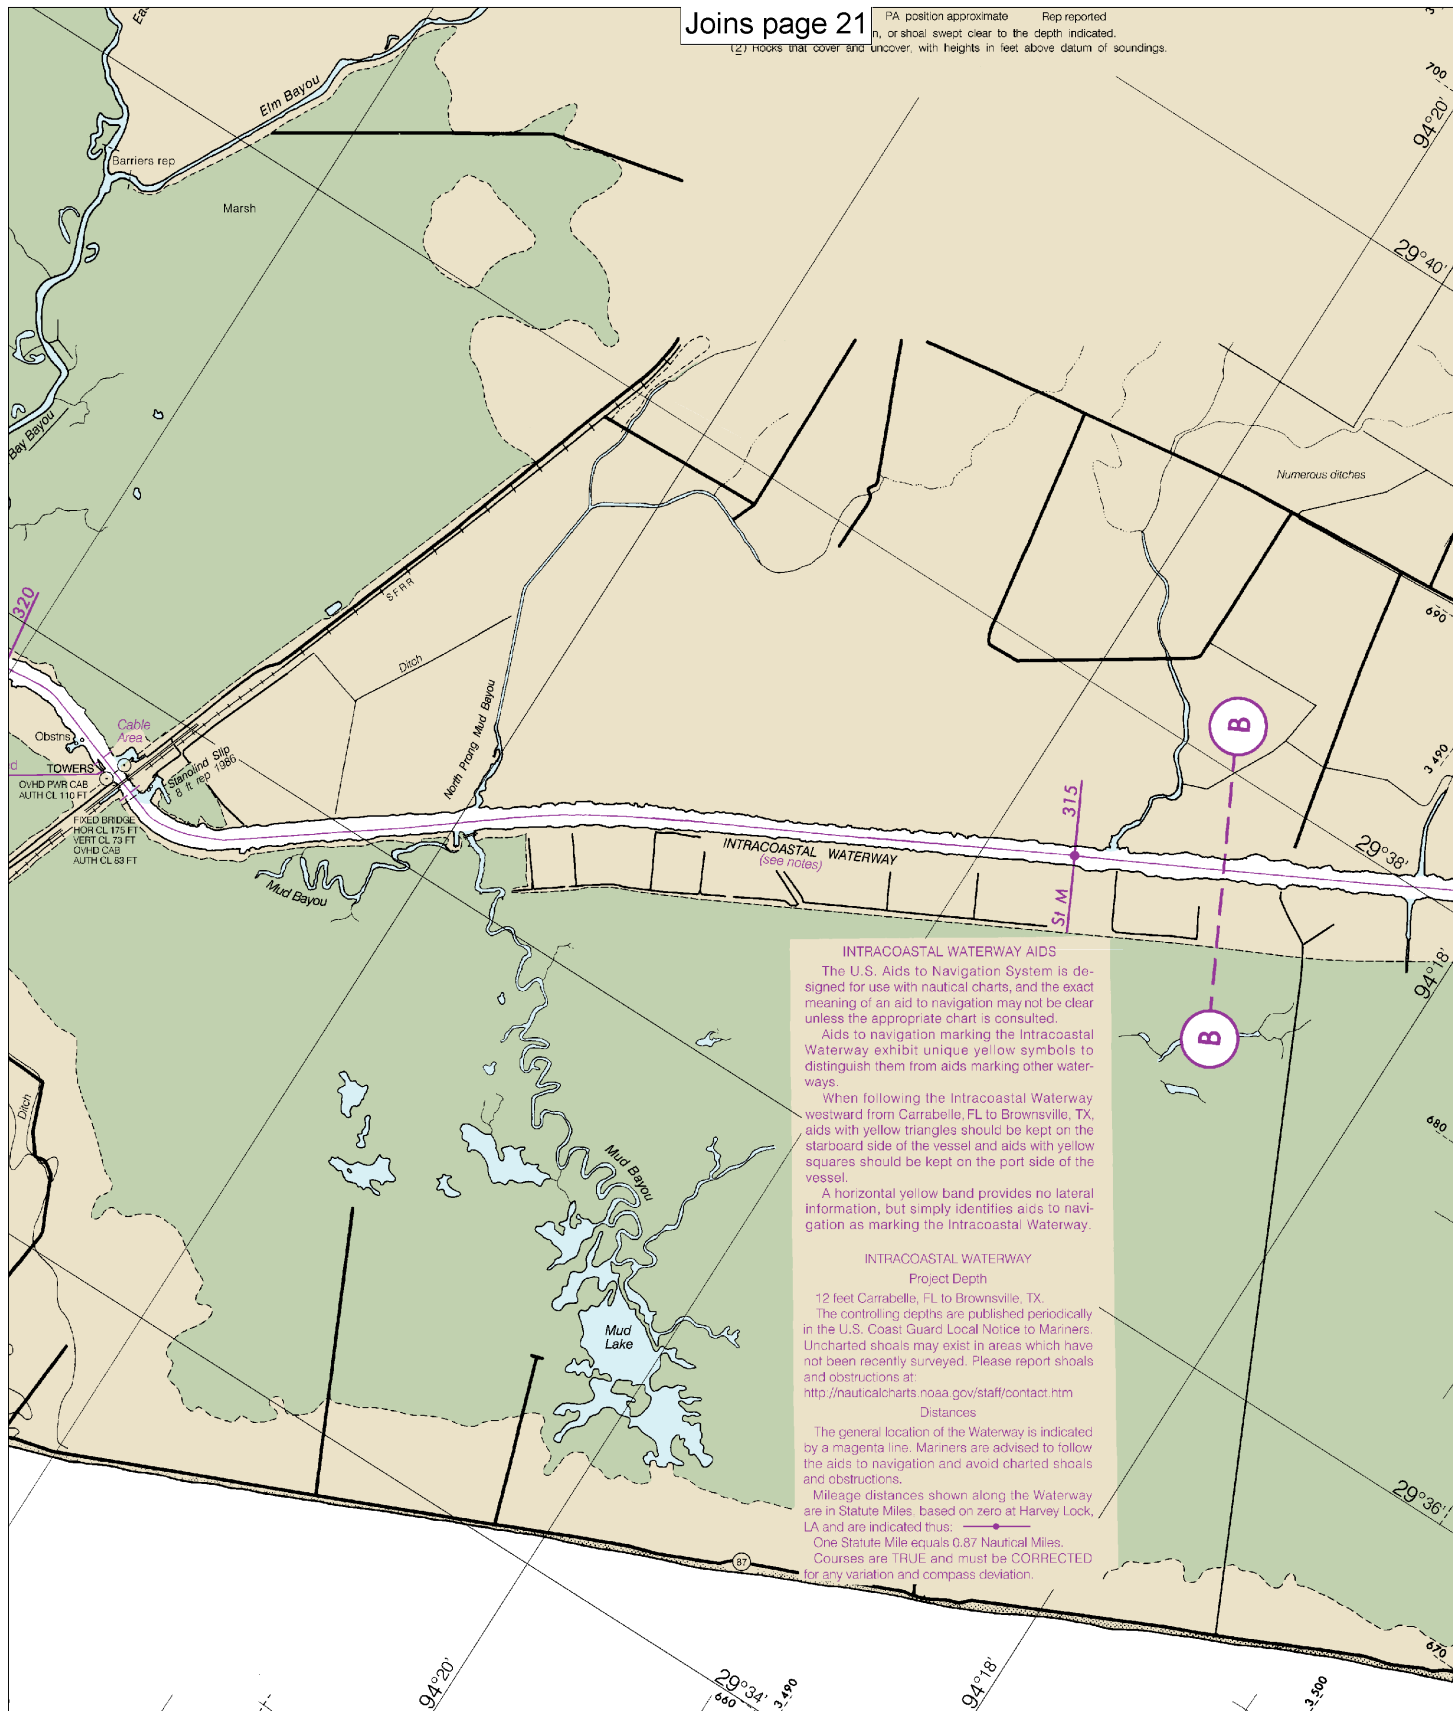 Joins page 21
PA position approximate Rep reported
n, or shoal swept clear to the depth indicated.
(2) Rocks that cover and uncover, with heights in feet above datum of soundings.
700
94°20'
Elm Bayou
Barriers rep
Marsh
29°40'
Bay Bayou
Numerous ditches
SFRR
320
690
Ditch
North Prong Mud Bayou
Cable
Area
Obstns
TOWERS
OVHD PWR CAB
AUTH CL 110 FT
Stanolind Slip
8 ft rep 1986
FIXED BRIDGE
HOR CL 175 FT
VERT CL 73 FT
OVHD CAB
AUTH CL 83 FT
B
3 490
315
29°38'
INTRACOASTAL WATERWAY
(see notes)
Mud Bayou
St M
94°18'
B
INTRACOASTAL WATERWAY AIDS
The U.S. Aids to Navigation System is de-
signed for use with nautical charts, and the exact
meaning of an aid to navigation may not be clear
unless the appropriate chart is consulted.
Aids to navigation marking the Intracoastal
Waterway exhibit unique yellow symbols to
distinguish them from aids marking other water-
ways.
When following the Intracoastal Waterway
westward from Carrabelle, FL to Brownsville, TX,
aids with yellow triangles should be kept on the
starboard side of the vessel and aids with yellow
squares should be kept on the port side of the
vessel.
A horizontal yellow band provides no lateral
information, but simply identifies aids to navi-
gation as marking the Intracoastal Waterway.
INTRACOASTAL WATERWAY
Project Depth
12 feet Carrabelle, FL to Brownsville, TX.
The controlling depths are published periodically
in the U.S. Coast Guard Local Notice to Mariners.
Uncharted shoals may exist in areas which have
not been recently surveyed. Please report shoals
and obstructions at:
http://nauticalcharts.noaa.gov/staff/contact.htm
Distances
The general location of the Waterway is indicated
by a magenta line. Mariners are advised to follow
the aids to navigation and avoid charted shoals
and obstructions.
Mileage distances shown along the Waterway
are in Statute Miles, based on zero at Harvey Lock,
LA and are indicated thus:
One Statute Mile equals 0.87 Nautical Miles.
Courses are TRUE and must be CORRECTED
for any variation and compass deviation.
Ditch
680
Mud Bayou
Mud
Lake
29°36'
87
670
94°20'
29°34'
660
3 490
94°18'
3 500